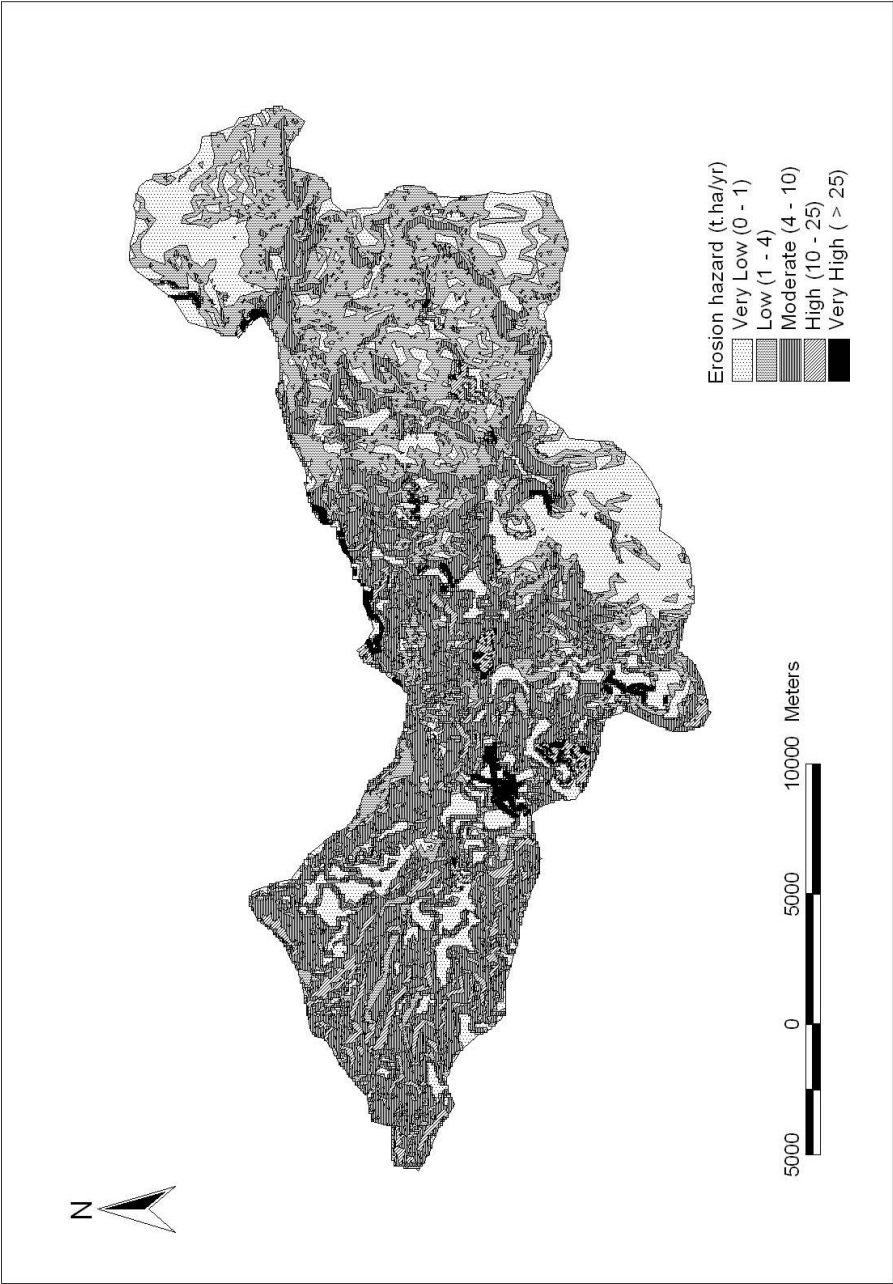 N
Erosion hazard (t.ha/yr)
Very Low (0 - 1)
Low (1 - 4)
Moderate (4 - 10)
High (10 - 25)
Very High ( > 25)
5000 0 5000 10000 Meters